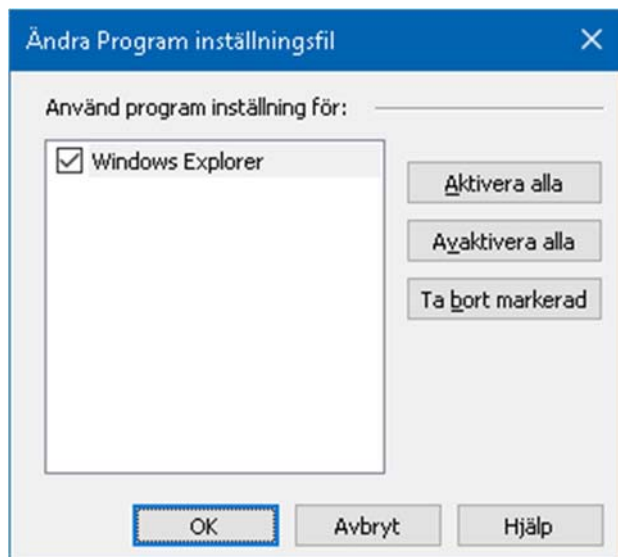 Ändra Program inställningsfil
Använd program inställning för:
Windows Explorer
Aktivera alla
Avaktivera alla
Ta bort markerad
OK
Avbryt
Hjälp